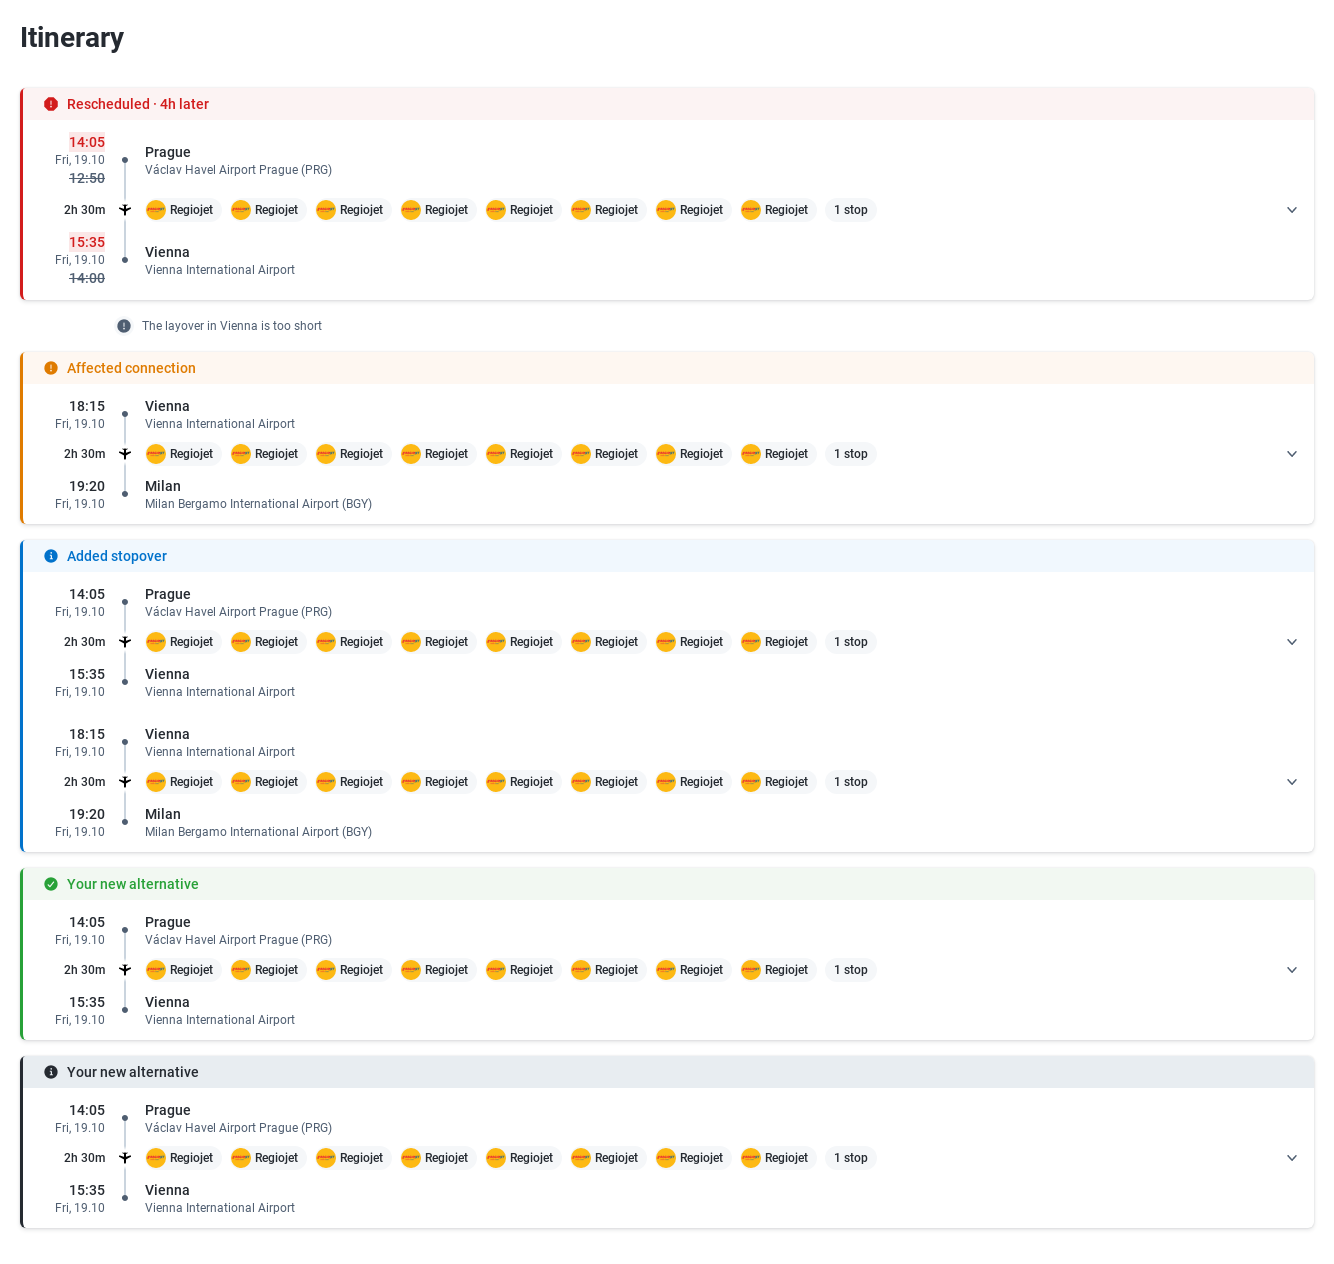 Itinerary
Rescheduled · 4h later
14:05
Fri, 19.10
12:50
Prague
Václav Havel Airport Prague (PRG)
2h 30m Regiojet Regiojet Regiojet Regiojet Regiojet Regiojet Regiojet Regiojet 1 stop
15:35
Fri, 19.10
14:00
Vienna
Vienna International Airport
The layover in Vienna is too short
Affected connection
18:15 Vienna
Fri, 19.10 Vienna International Airport
2h 30m Regiojet Regiojet Regiojet Regiojet Regiojet Regiojet Regiojet Regiojet 1 stop
19:20 Milan
Fri, 19.10 Milan Bergamo International Airport (BGY)
Added stopover
14:05 Prague
Fri, 19.10 Václav Havel Airport Prague (PRG)
2h 30m Regiojet Regiojet Regiojet Regiojet Regiojet Regiojet Regiojet Regiojet 1 stop
15:35 Vienna
Fri, 19.10 Vienna International Airport
18:15 Vienna
Fri, 19.10 Vienna International Airport
2h 30m Regiojet Regiojet Regiojet Regiojet Regiojet Regiojet Regiojet Regiojet 1 stop
19:20 Milan
Fri, 19.10 Milan Bergamo International Airport (BGY)
Your new alternative
14:05 Prague
Fri, 19.10 Václav Havel Airport Prague (PRG)
2h 30m Regiojet Regiojet Regiojet Regiojet Regiojet Regiojet Regiojet Regiojet 1 stop
15:35 Vienna
Fri, 19.10 Vienna International Airport
Your new alternative
14:05 Prague
Fri, 19.10 Václav Havel Airport Prague (PRG)
2h 30m Regiojet Regiojet Regiojet Regiojet Regiojet Regiojet Regiojet Regiojet 1 stop
15:35 Vienna
Fri, 19.10 Vienna International Airport